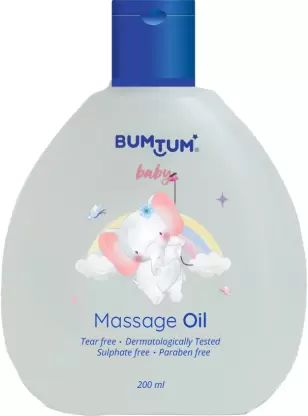 BUMTUM®
baby
Massage Oil
Tear free • Dermatologically Tested
Sulphate free • Paraben free
200 ml